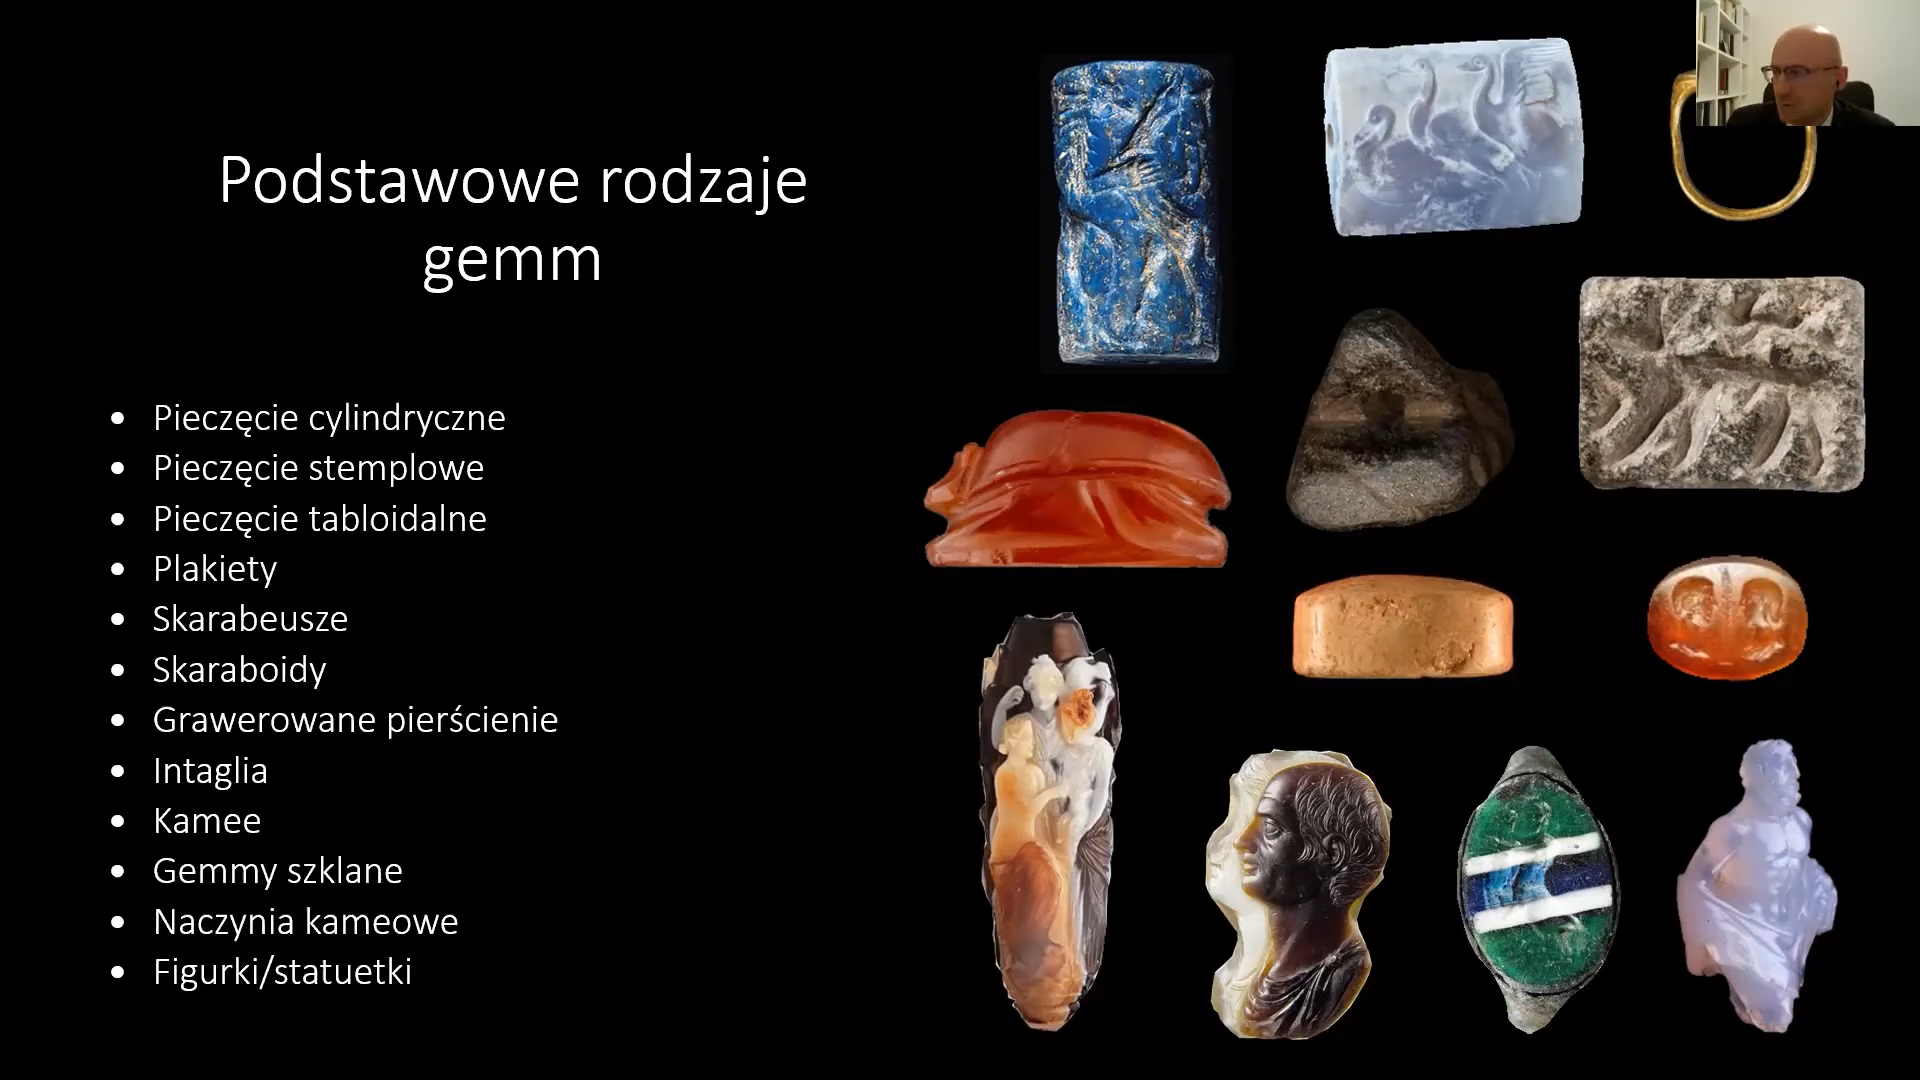 Podstawowe rodzaje
gemm
• Pieczęcie cylindryczne
• Pieczęcie stemplowe
• Pieczęcie tabloidalne
• Plakiety
• Skarabeusze
• Skaraboidy
• Grawerowane pierścienie
• Intaglia
• Kamee
• Gemmy szklane
• Naczynia kameowe
• Figurki/statuetki